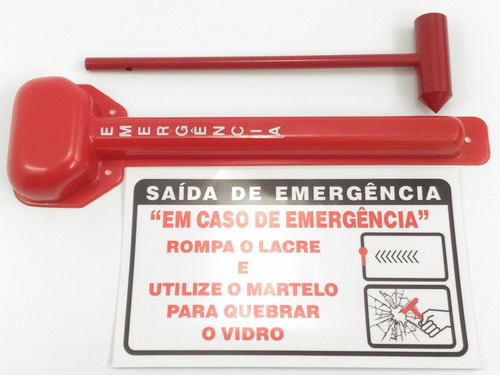 EMERGÊNCIA
SAÍDA DE EMERGÊNCIA
“EM CASO DE EMERGÊNCIA”
ROMPA O LACRE
E
UTILIZE O MARTELO
PARA QUEBRAR
O VIDRO